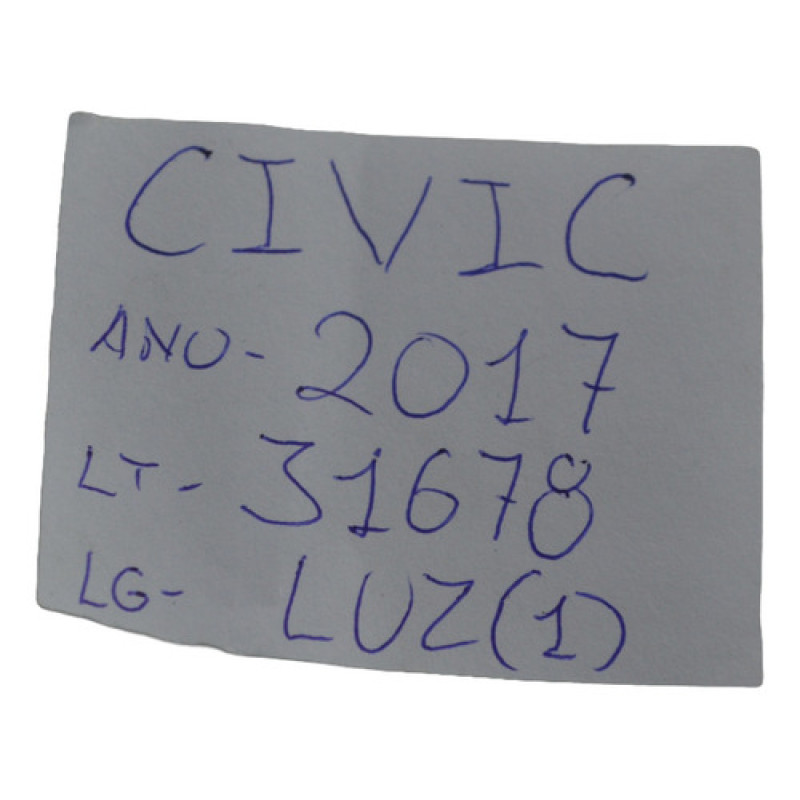 CIVIC
ANO- 2017
LT- 31678
LG- LUZ(1)